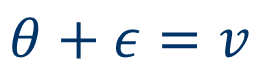 θ + ϵ = v